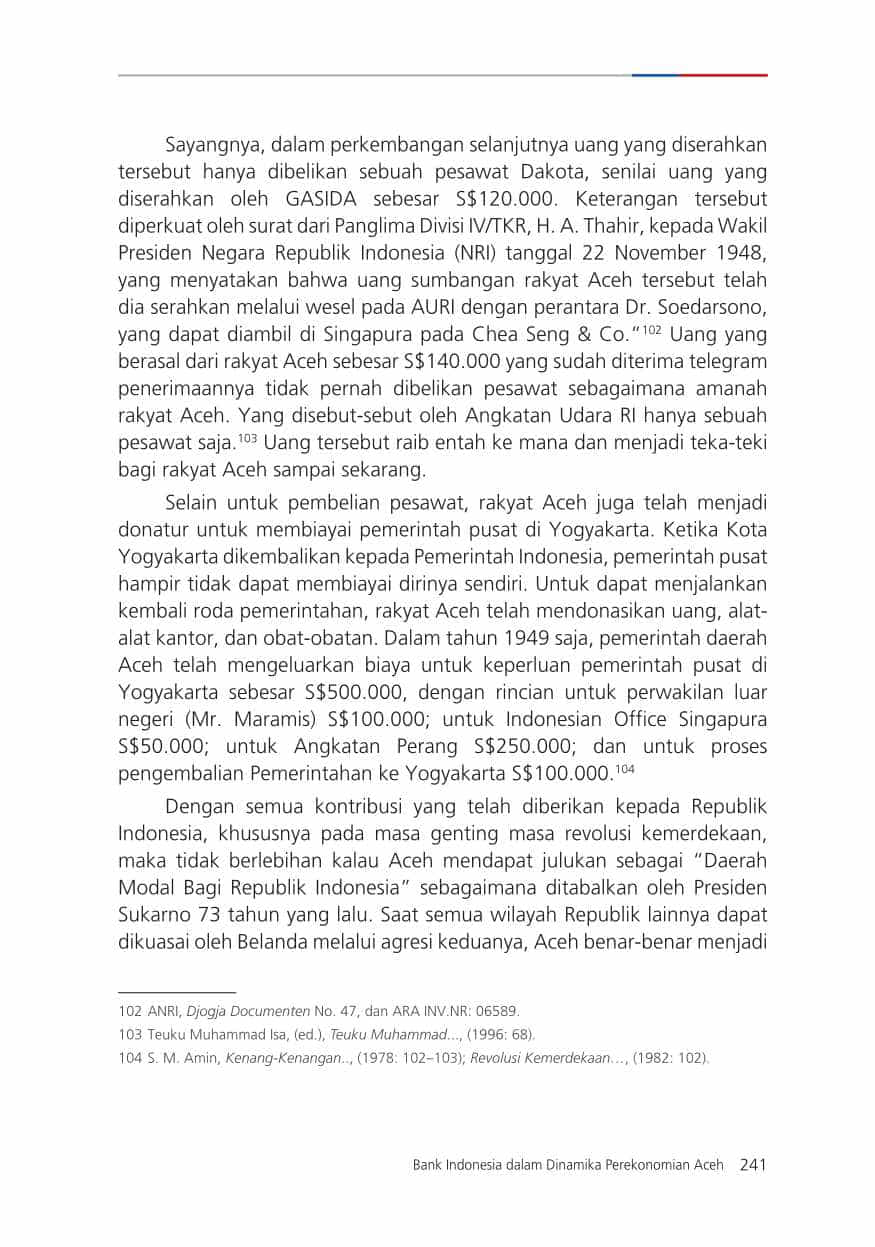 Sayangnya, dalam perkembangan selanjutnya uang yang diserahkan
tersebut hanya dibelikan sebuah pesawat Dakota, senilai uang yang
diserahkan oleh GASIDA sebesar S$120.000. Keterangan tersebut
diperkuat oleh surat dari Panglima Divisi IV/TKR, H. A. Thahir, kepada Wakil
Presiden Negara Republik Indonesia (NRI) tanggal 22 November 1948,
yang menyatakan bahwa uang sumbangan rakyat Aceh tersebut telah
dia serahkan melalui wesel pada AURI dengan perantara Dr. Soedarsono,
yang dapat diambil di Singapura pada Chea Seng & Co.”102 Uang yang
berasal dari rakyat Aceh sebesar S$140.000 yang sudah diterima telegram
penerimaannya tidak pernah dibelikan pesawat sebagaimana amanah
rakyat Aceh. Yang disebut-sebut oleh Angkatan Udara RI hanya sebuah
pesawat saja.103 Uang tersebut raib entah ke mana dan menjadi teka-teki
bagi rakyat Aceh sampai sekarang.
Selain untuk pembelian pesawat, rakyat Aceh juga telah menjadi
donatur untuk membiayai pemerintah pusat di Yogyakarta. Ketika Kota
Yogyakarta dikembalikan kepada Pemerintah Indonesia, pemerintah pusat
hampir tidak dapat membiayai dirinya sendiri. Untuk dapat menjalankan
kembali roda pemerintahan, rakyat Aceh telah mendonasikan uang, alat-
alat kantor, dan obat-obatan. Dalam tahun 1949 saja, pemerintah daerah
Aceh telah mengeluarkan biaya untuk keperluan pemerintah pusat di
Yogyakarta sebesar S$500.000, dengan rincian untuk perwakilan luar
negeri (Mr. Maramis) S$100.000; untuk Indonesian Office Singapura
S$50.000; untuk Angkatan Perang S$250.000; dan untuk proses
pengembalian Pemerintahan ke Yogyakarta S$100.000.104
Dengan semua kontribusi yang telah diberikan kepada Republik
Indonesia, khususnya pada masa genting masa revolusi kemerdekaan,
maka tidak berlebihan kalau Aceh mendapat julukan sebagai “Daerah
Modal Bagi Republik Indonesia” sebagaimana ditabalkan oleh Presiden
Sukarno 73 tahun yang lalu. Saat semua wilayah Republik lainnya dapat
dikuasai oleh Belanda melalui agresi keduanya, Aceh benar-benar menjadi
102 ANRI, Djogja Documenten No. 47, dan ARA INV.NR: 06589.
103 Teuku Muhammad Isa, (ed.), Teuku Muhammad..., (1996: 68).
104 S. M. Amin, Kenang-Kenangan.., (1978: 102–103); Revolusi Kemerdekaan…, (1982: 102).
Bank Indonesia dalam Dinamika Perekonomian Aceh 241